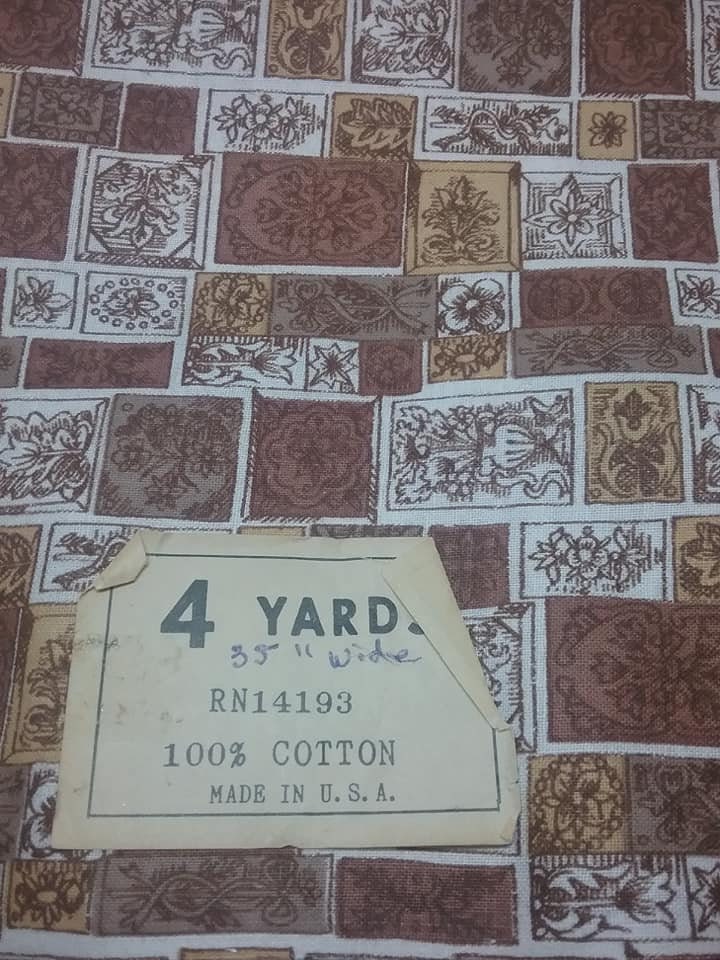 4 YARDS
35" wide
RN14193
100% COTTON
MADE IN U.S.A.